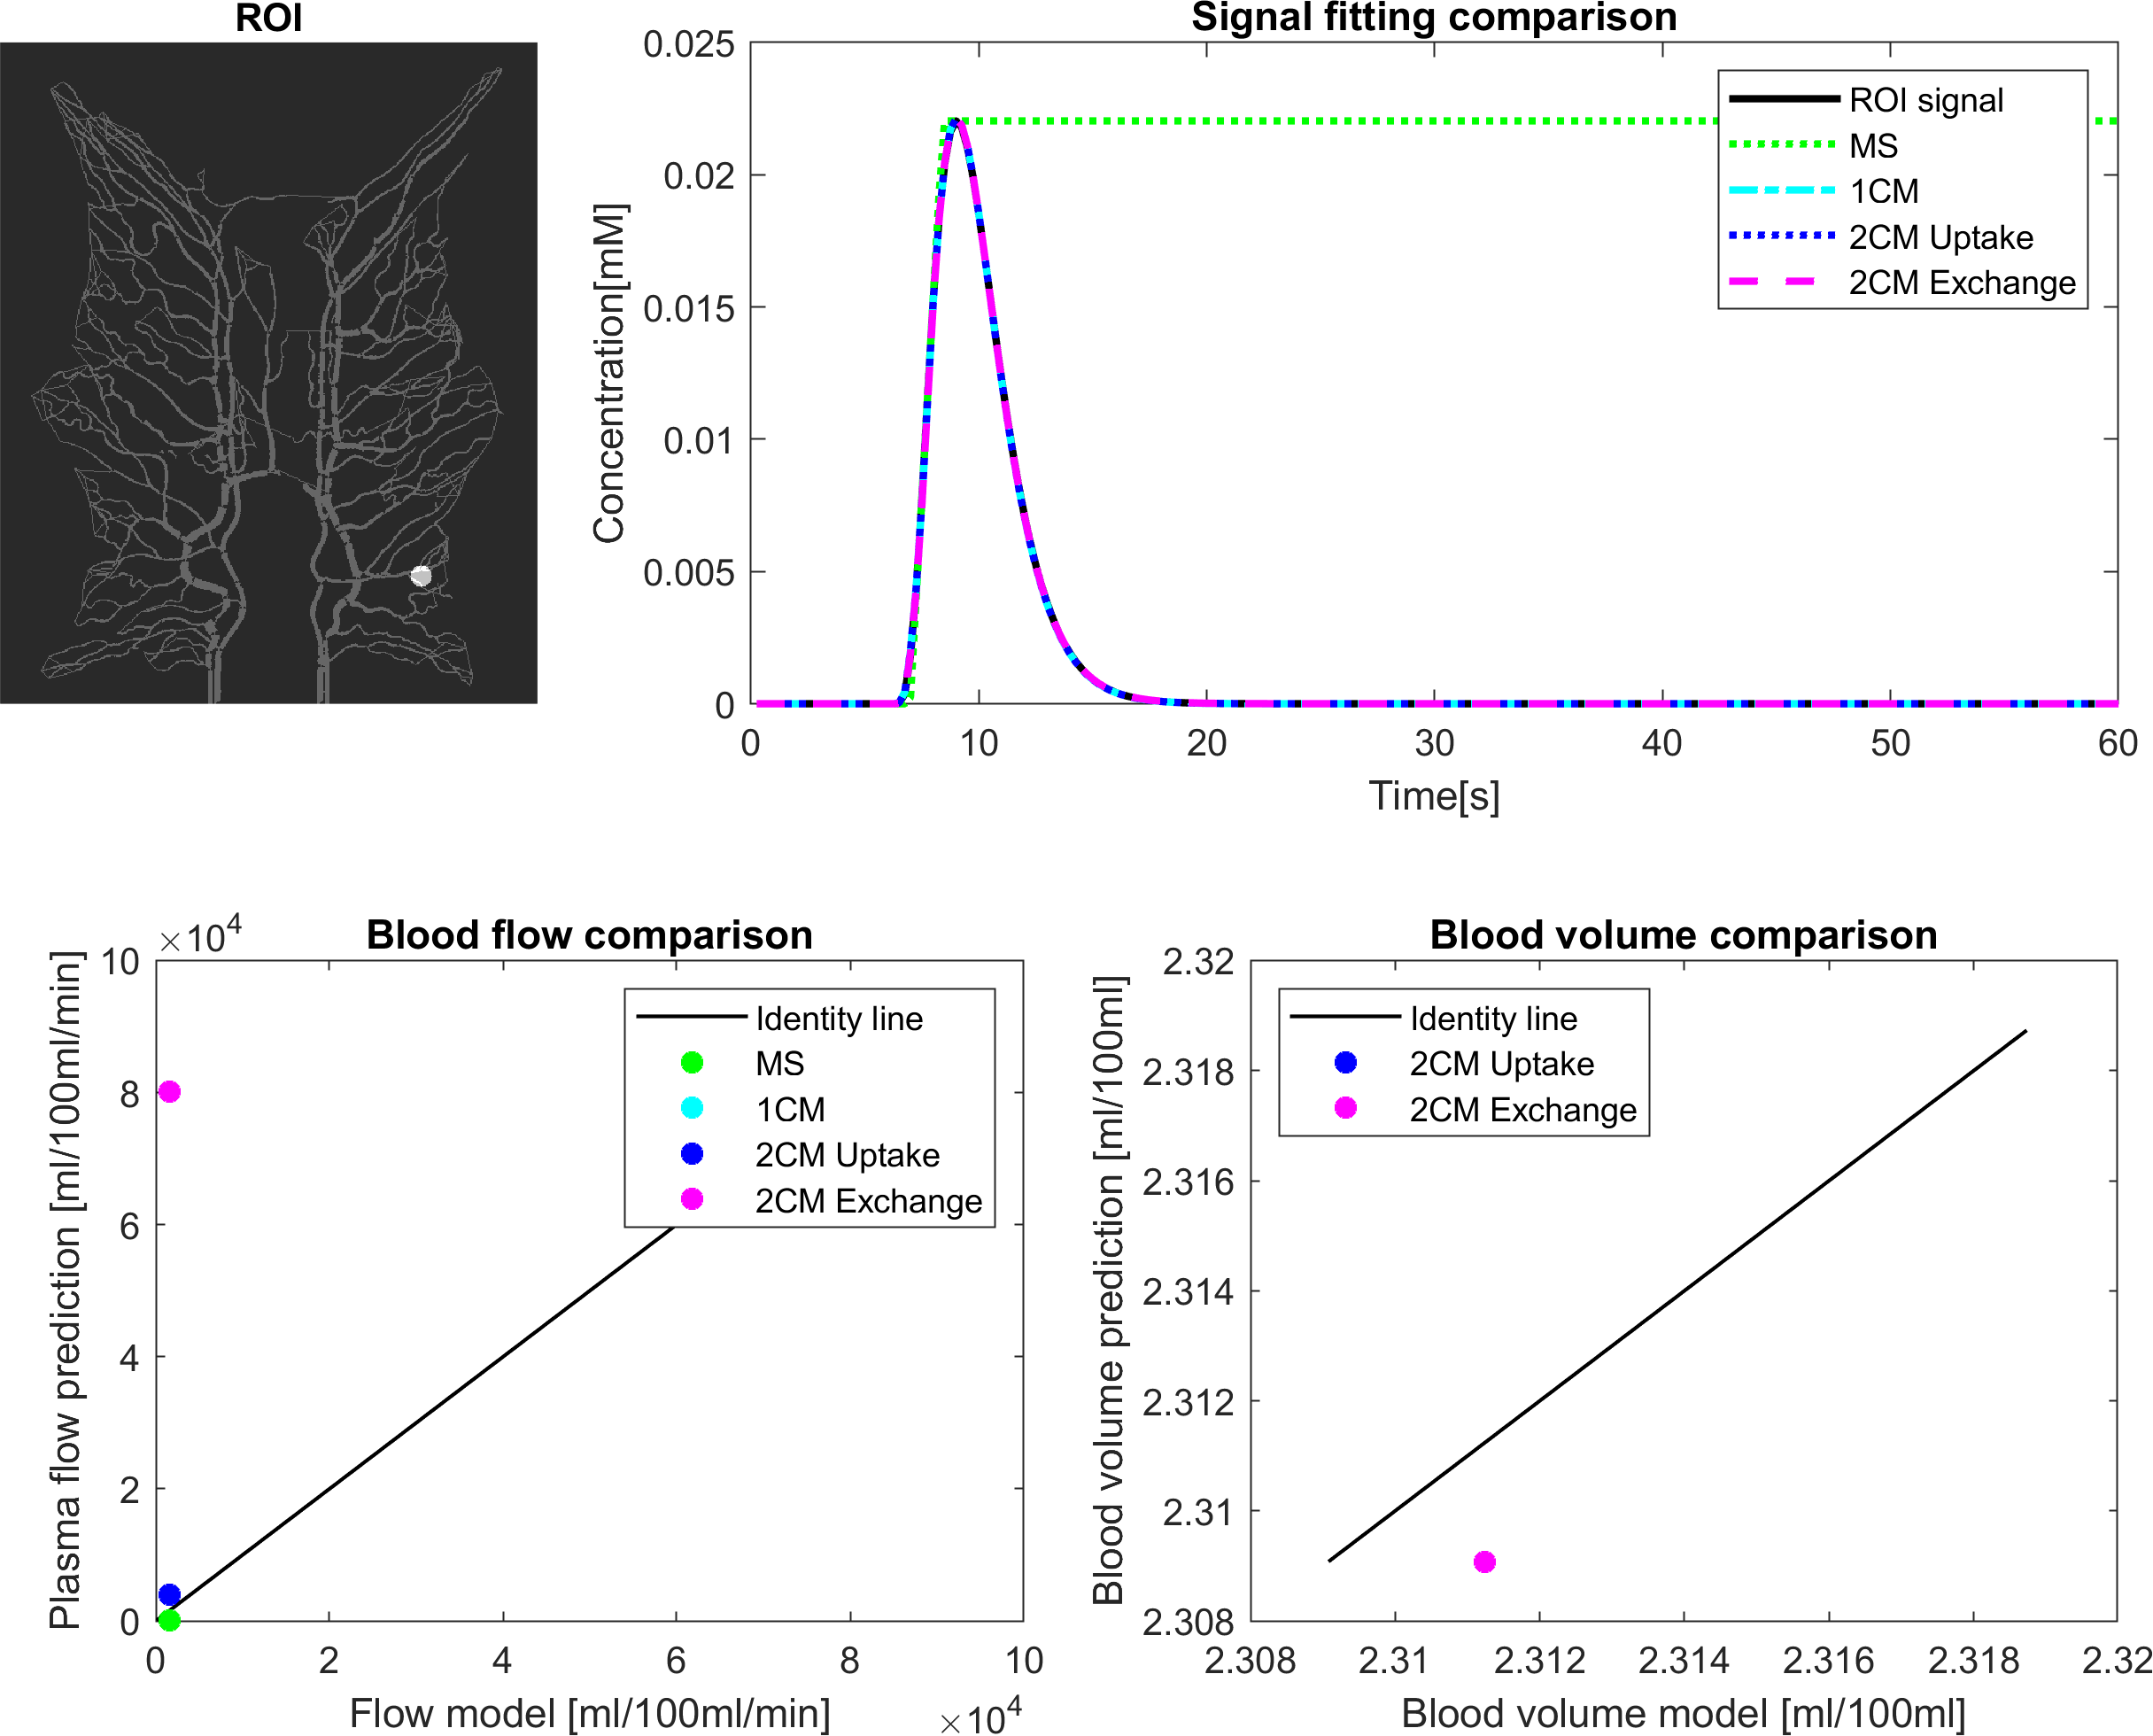 ROI
Signal fitting comparison
0.025
0.02
0.015
0.01
0.005
0
Concentration[mM]
ROI signal
MS
1CM
2CM Uptake
2CM Exchange
0 10 20 30 40 50 60
Time[s]
Blood flow comparison
×10^4
10
8
6
4
2
0
Plasma flow prediction [ml/100ml/min]
Identity line
MS
1CM
2CM Uptake
2CM Exchange
0 2 4 6 8 10
Flow model [ml/100ml/min]
×10^4
Blood volume comparison
2.32
2.318
2.316
2.314
2.312
2.31
2.308
Blood volume prediction [ml/100ml]
Identity line
2CM Uptake
2CM Exchange
2.308 2.31 2.312 2.314 2.316 2.318 2.32
Blood volume model [ml/100ml]